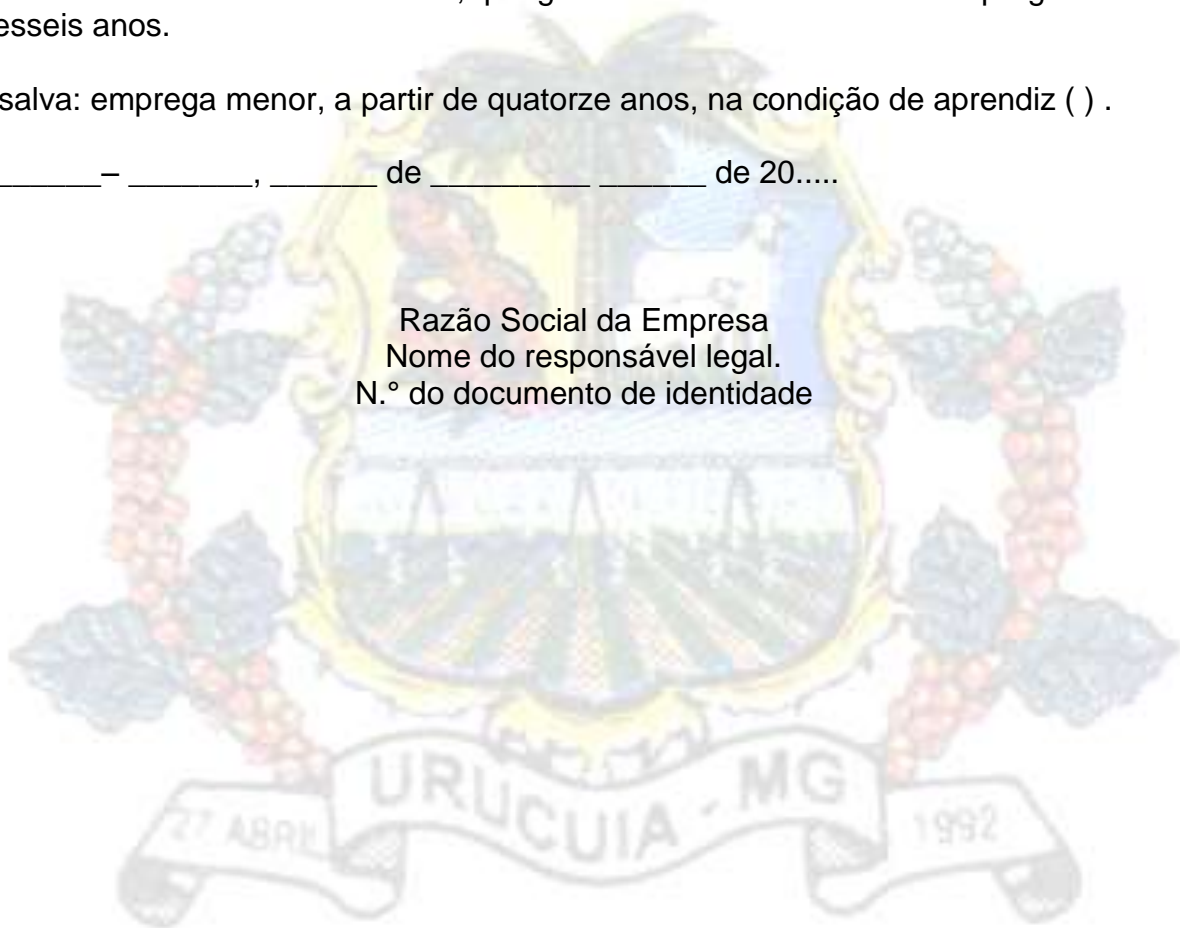 esseis anos.
salva: emprega menor, a partir de quatorze anos, na condição de aprendiz ( ) .
______– _______, ______ de __________ ______ de 20.....
Razão Social da Empresa
Nome do responsável legal.
N.° do documento de identidade
URUCUIA - MG
27 ABRIL
1992